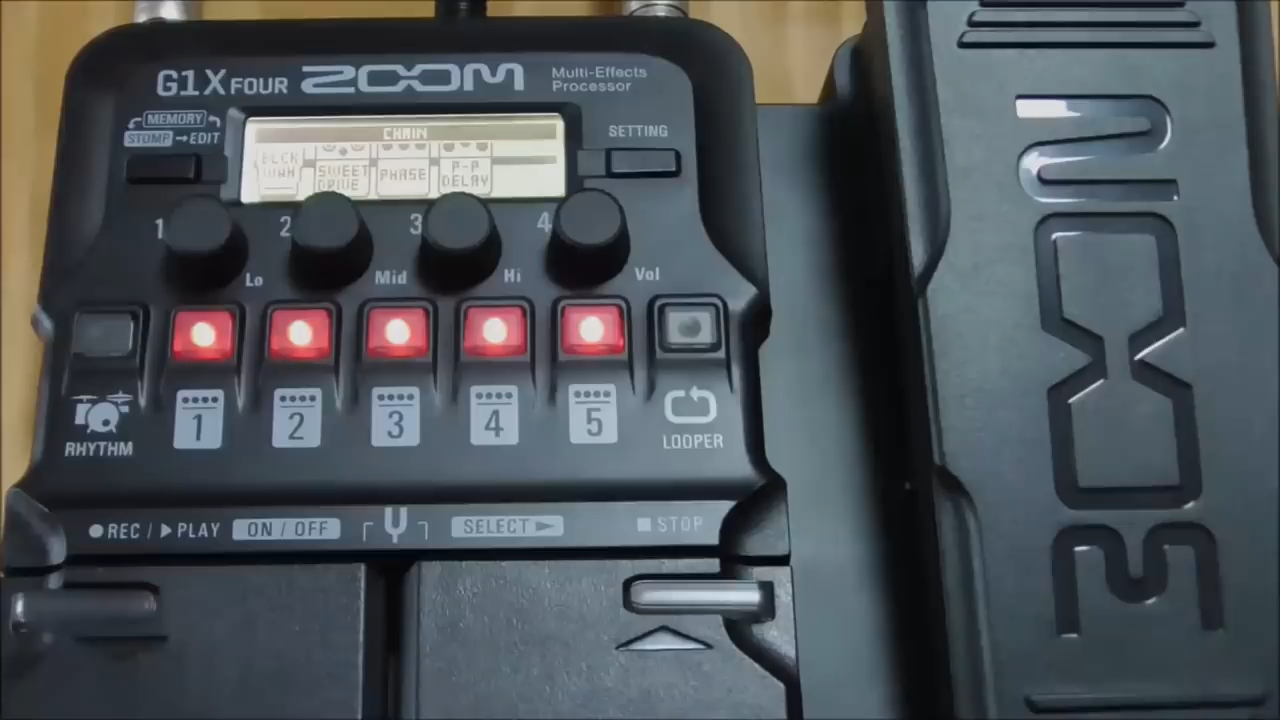 G1X FOUR ZOOM Multi-Effects
Processor
MEMORY
STOMP → EDIT
CHAIN
SETTING
BLCK
WAH
SWEET
DRIVE
PHASE
P-P
DELAY
1 2 3 4
Lo Mid Hi Vol
1 2 3 4 5
RHYTHM LOOPER
REC / PLAY ON / OFF SELECT STOP
ZOOM